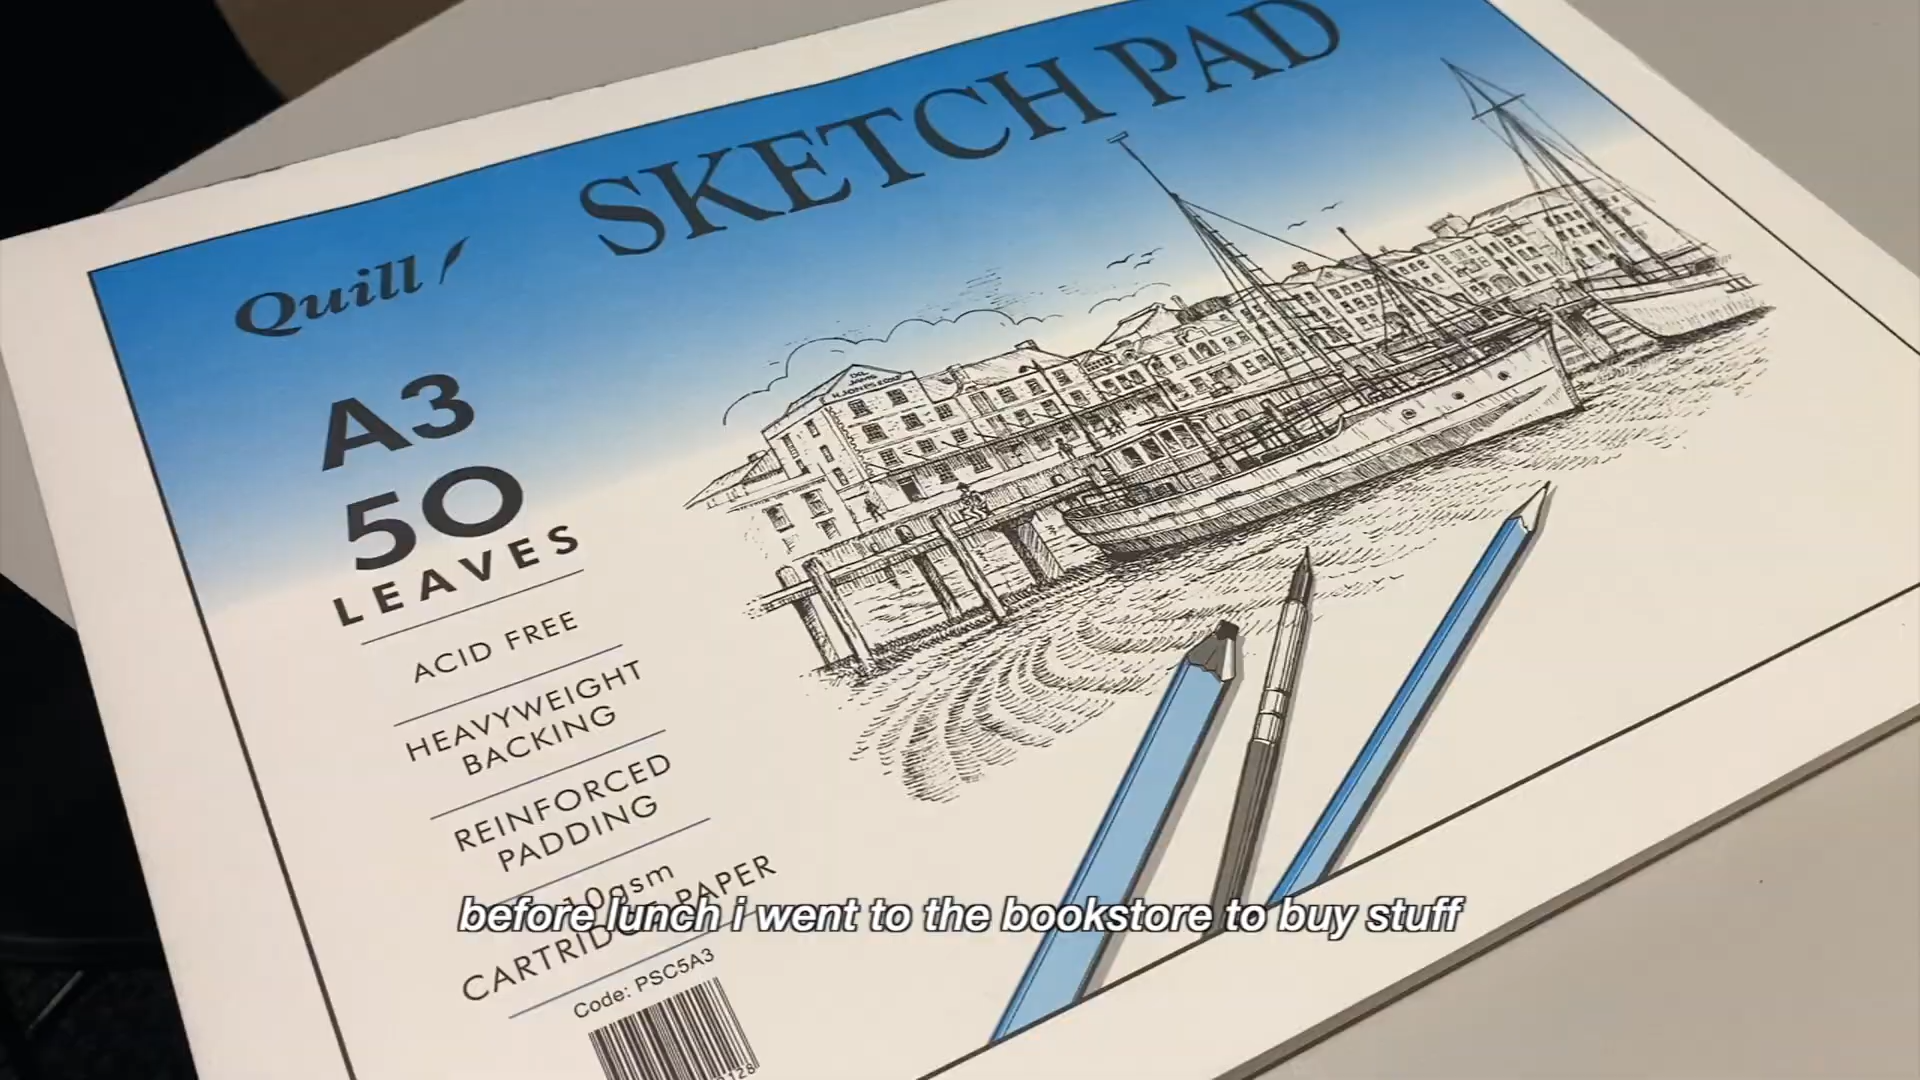 SKETCH PAD
Quill
A3
50
LEAVES
ACID FREE
HEAVYWEIGHT
BACKING
REINFORCED
PADDING
CARTRIDGE PAPER
before lunch i went to the bookstore to buy stuff
Code: PSC5A3